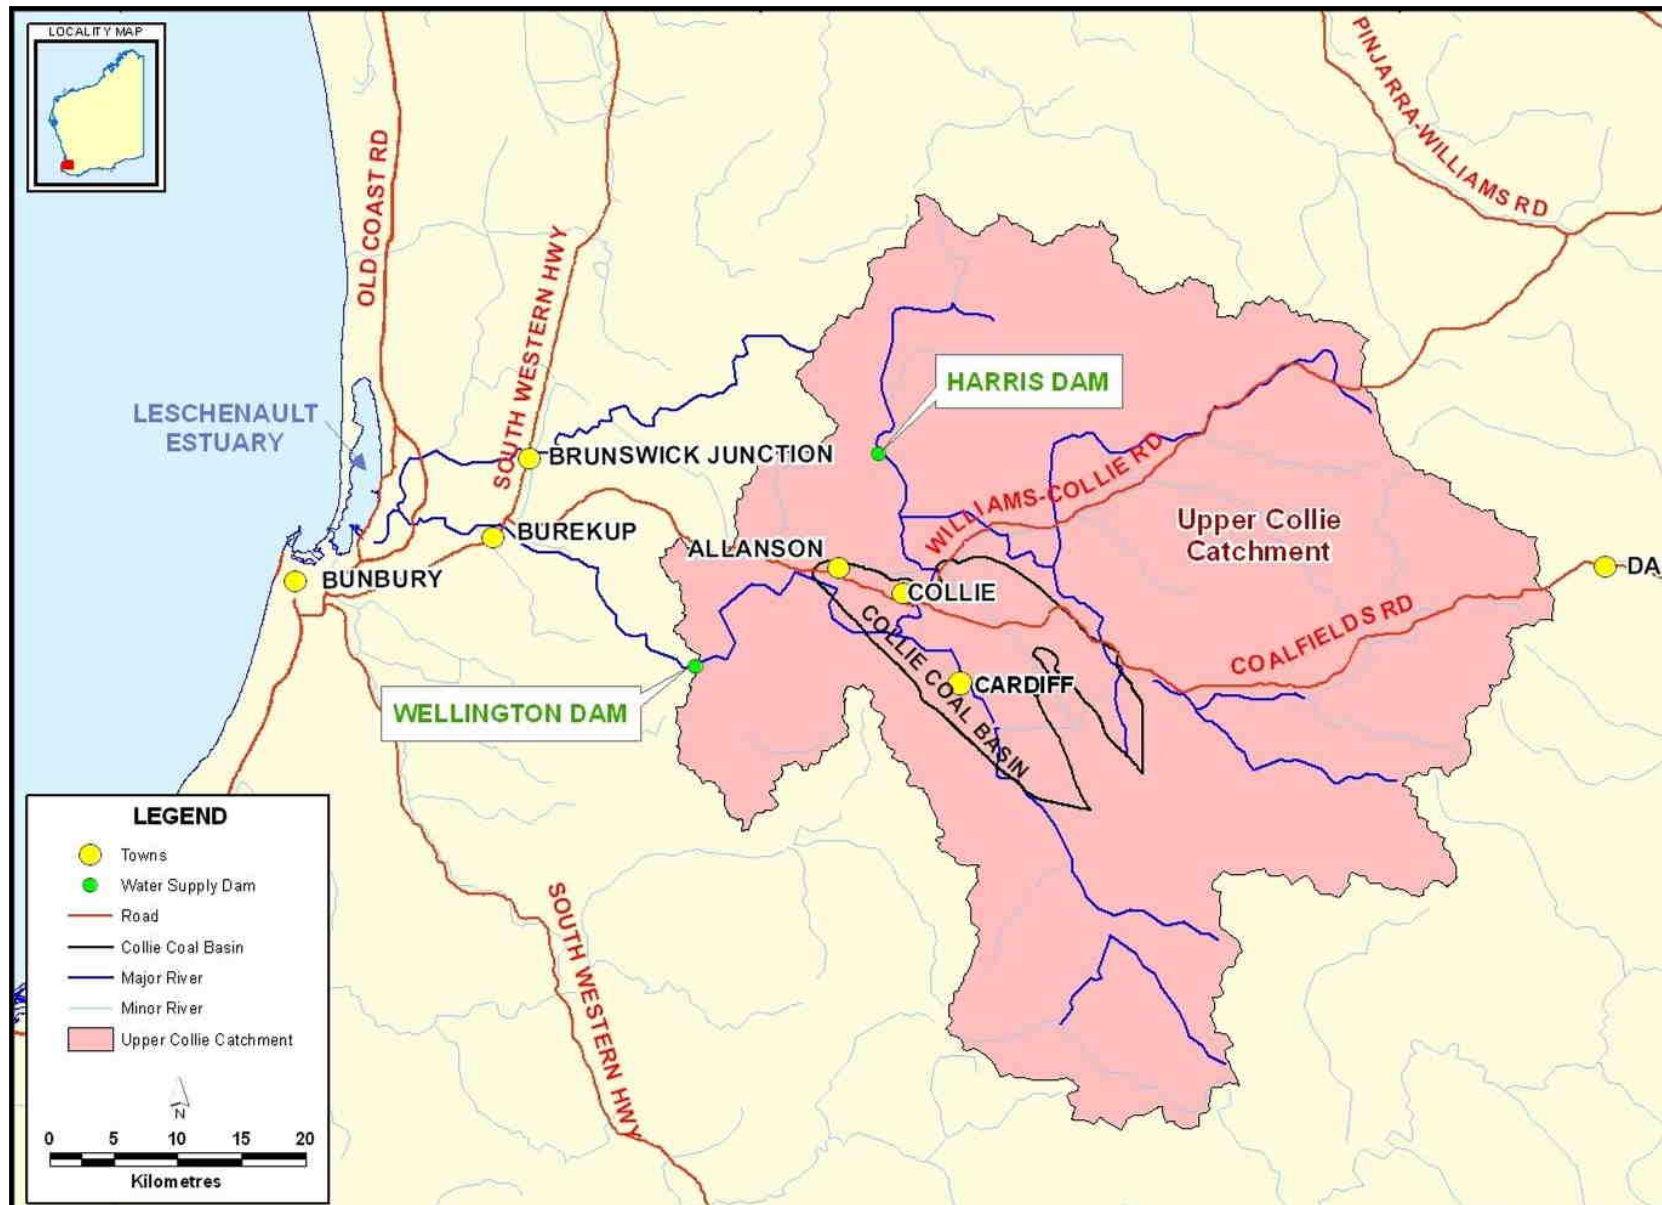 LOCALITY MAP
PINJARRA-WILLIAMS RD
OLD COAST RD
SOUTH WESTERN HWY
HARRIS DAM
LESCHENAULT
ESTUARY
BRUNSWICK JUNCTION
WILLIAMS-COLLIE RD
Upper Collie
Catchment
BUREKUP
ALLANSON
BUNBURY
COLLIE
DA
COALFIELDS RD
COLLIE COAL BASIN
CARDIFF
WELLINGTON DAM
SOUTH WESTERN HWY
LEGEND
Towns
Water Supply Dam
Road
Collie Coal Basin
Major River
Minor River
Upper Collie Catchment
N
0 5 10 15 20
Kilometres